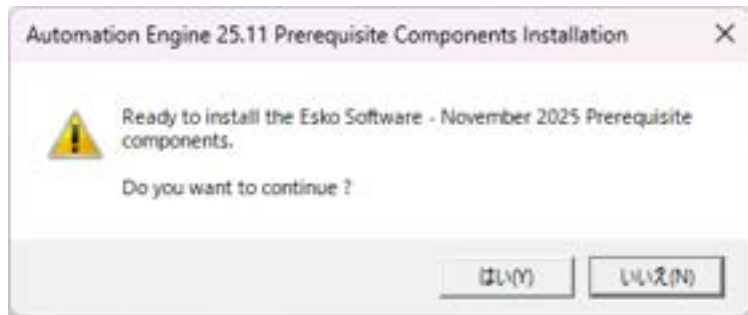 Automation Engine 25.11 Prerequisite Components Installation
Ready to install the Esko Software - November 2025 Prerequisite
components.
Do you want to continue ?
はい(Y)
いいえ(N)